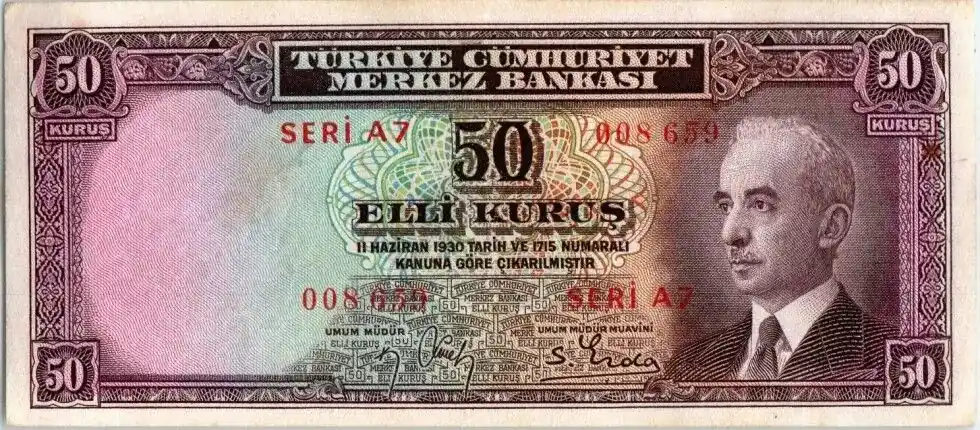 TÜRKİYE CÜMHURİYET
MERKEZ BANKASI
50
50
KURUŞ
KURUŞ
SERİ A7
50
008659
ELLİ KURUŞ
11 HAZİRAN 1930 TARİH VE 1715 NUMARALI
KANUNA GÖRE ÇIKARILMIŞTIR
008659
SERİ A7
UMUM MÜDÜR
UMUM MÜDÜR MUAVİNİ
50
50